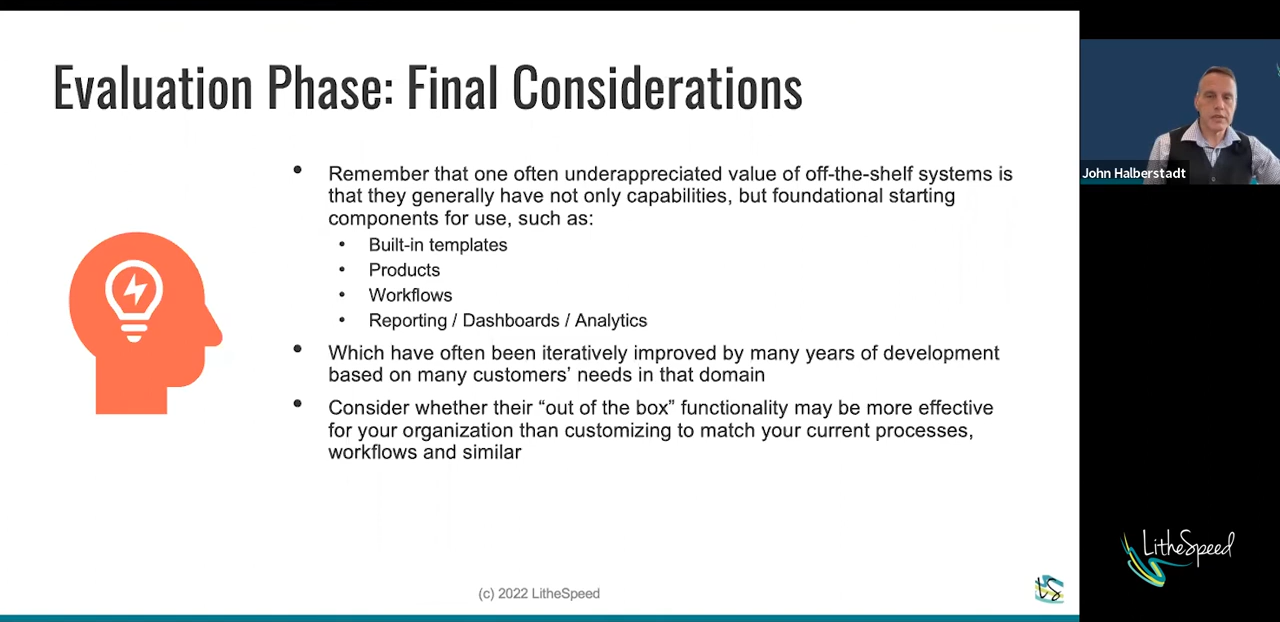 Evaluation Phase: Final Considerations
• Remember that one often underappreciated value of off-the-shelf systems is
that they generally have not only capabilities, but foundational starting
components for use, such as:
• Built-in templates
• Products
• Workflows
• Reporting / Dashboards / Analytics
• Which have often been iteratively improved by many years of development
based on many customers’ needs in that domain
• Consider whether their “out of the box” functionality may be more effective
for your organization than customizing to match your current processes,
workflows and similar
(c) 2022 LitheSpeed
LS
John Halberstadt
LitheSpeed